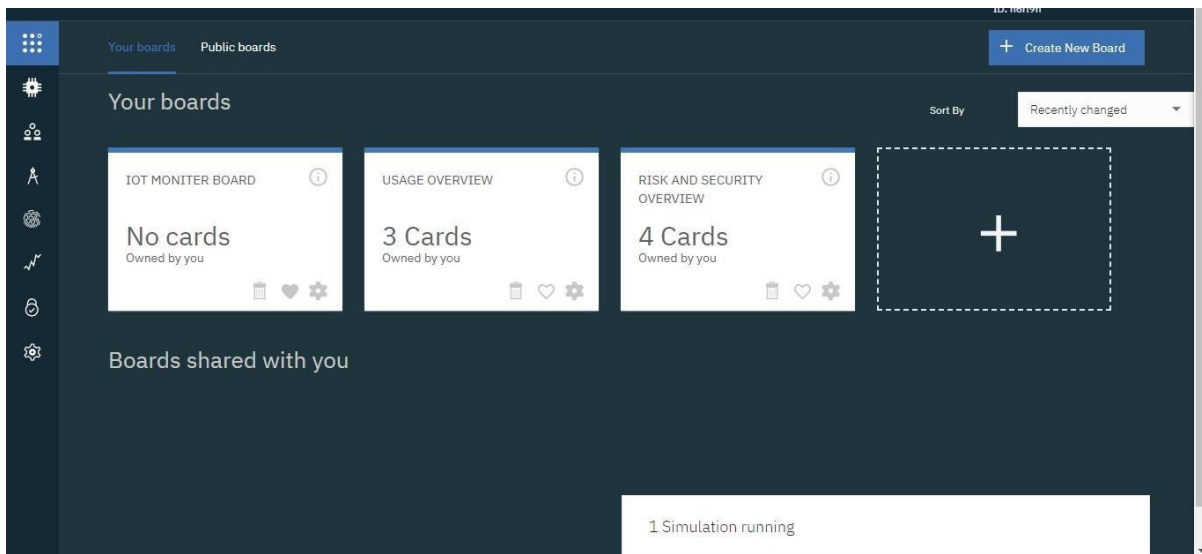 Your boards Public boards
+ Create New Board
Your boards
Sort By Recently changed
IOT MONITER BOARD
No cards
Owned by you
USAGE OVERVIEW
3 Cards
Owned by you
RISK AND SECURITY
OVERVIEW
4 Cards
Owned by you
Boards shared with you
1 Simulation running